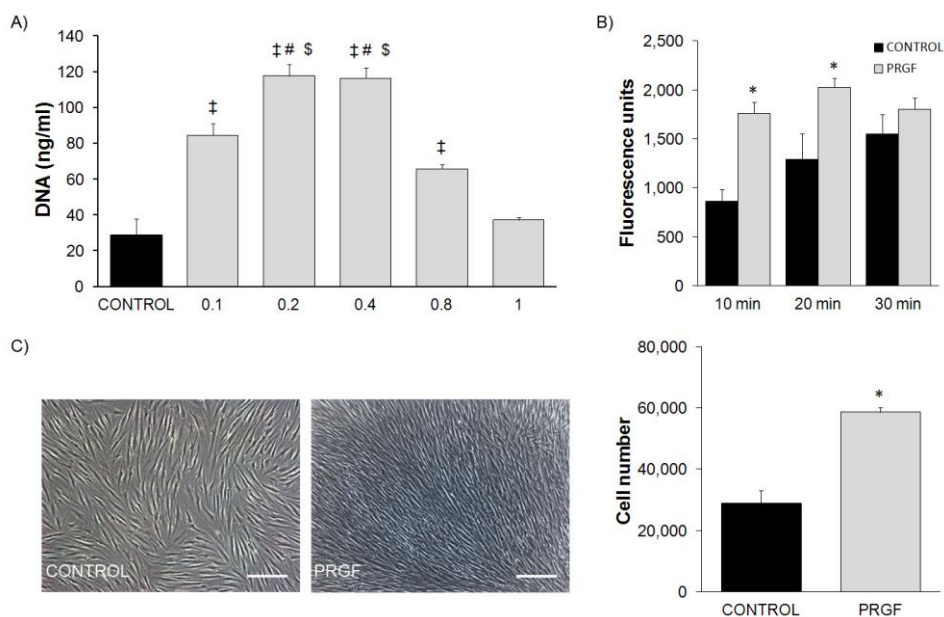 A)
DNA (ng/ml)
140
120
100
80
60
40
20
0
‡
‡ # $
‡ # $
‡
CONTROL 0.1 0.2 0.4 0.8 1
B)
Fluorescence units
2,500
2,000
1,500
1,000
500
0
CONTROL
PRGF
*
*
10 min 20 min 30 min
C)
CONTROL
PRGF
Cell number
80,000
60,000
40,000
20,000
0
*
CONTROL PRGF